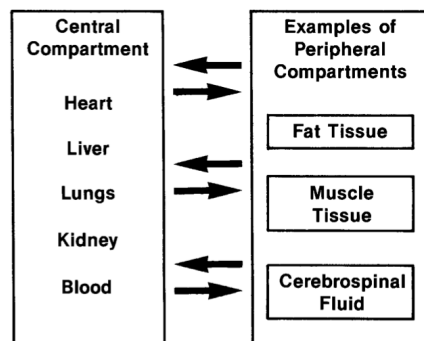 Central
Compartment
Heart
Liver
Lungs
Kidney
Blood
Examples of
Peripheral
Compartments
Fat Tissue
Muscle
Tissue
Cerebrospinal
Fluid